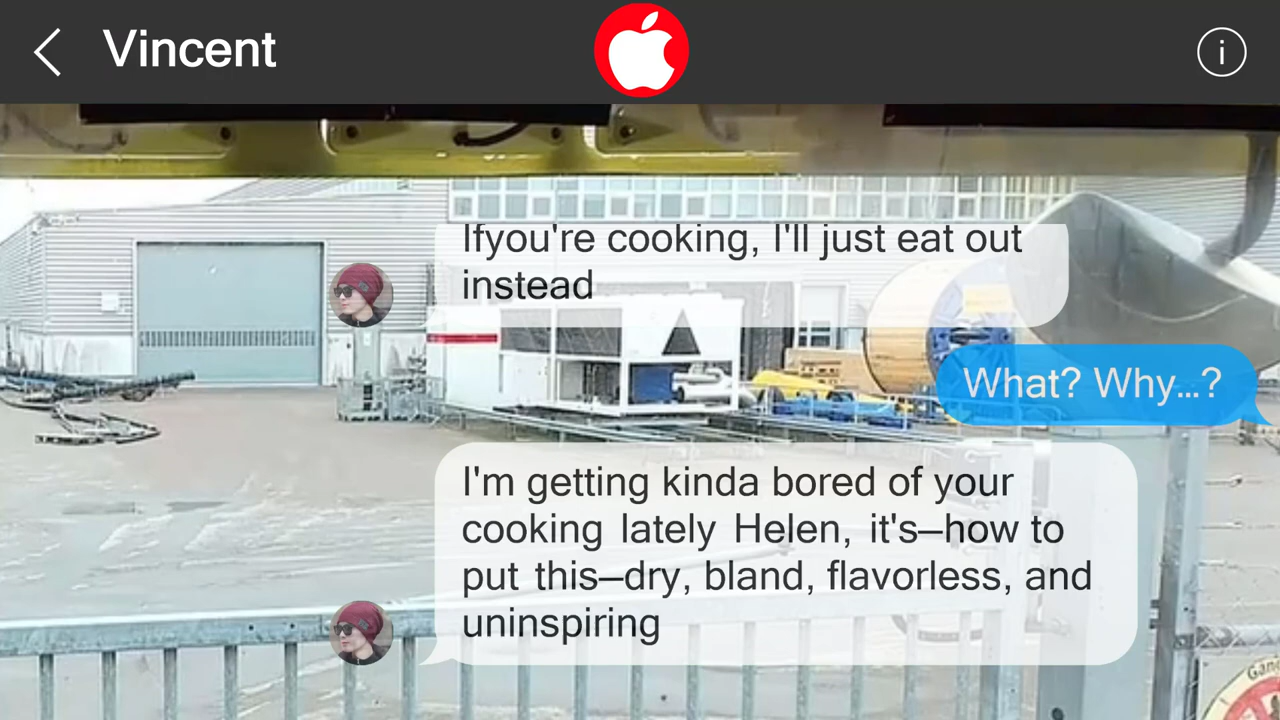 Vincent
Ifyou're cooking, I'll just eat out
instead
What? Why...?
I'm getting kinda bored of your
cooking lately Helen, it's—how to
put this—dry, bland, flavorless, and
uninspiring